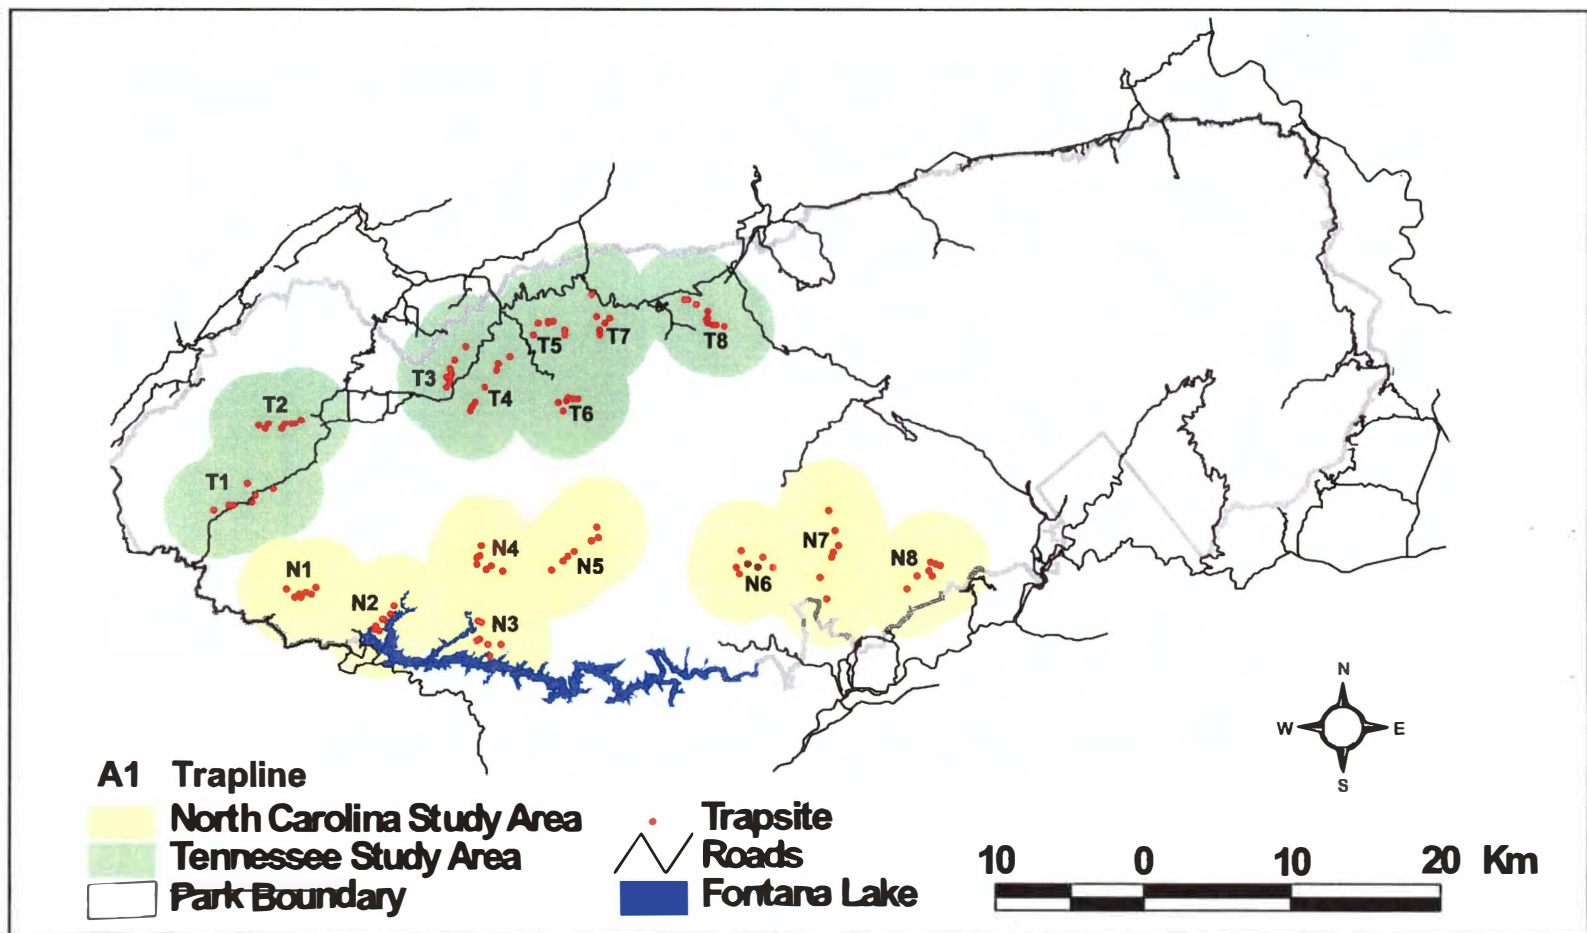 T7
T5
T8
T3
T4
T2
T6
T1
N4
N7
N5
N8
N1
N6
N2
N3
N
W E
S
A1 Trapline
North Carolina Study Area
Tennessee Study Area
Park Boundary
Trapsite
Roads
Fontana Lake
10 0 10 20 Km